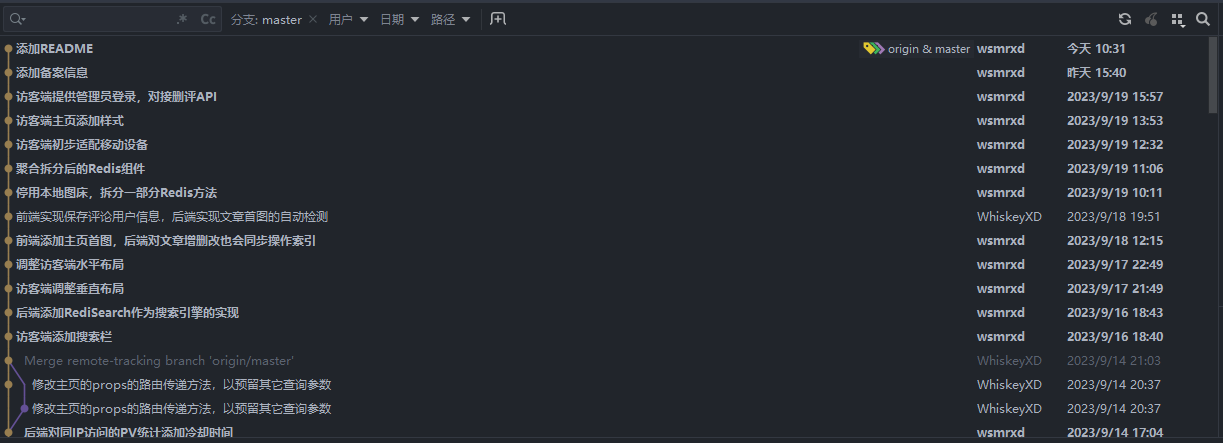 .* Cc 分支: master × 用户 日期 路径
添加README origin & master wsmrxd 今天 10:31
添加备案信息 wsmrxd 昨天 15:40
访客端提供管理员登录，对接删评API wsmrxd 2023/9/19 15:57
访客端主页添加样式 wsmrxd 2023/9/19 13:53
访客端初步适配移动设备 wsmrxd 2023/9/19 12:32
聚合拆分后的Redis组件 wsmrxd 2023/9/19 11:06
停用本地图床，拆分一部分Redis方法 wsmrxd 2023/9/19 10:11
前端实现保存评论用户信息，后端实现文章首图的自动检测 WhiskeyXD 2023/9/18 19:51
前端添加主页首图，后端对文章增删改也会同步操作索引 wsmrxd 2023/9/18 12:15
调整访客端水平布局 wsmrxd 2023/9/17 22:49
访客端调整垂直布局 wsmrxd 2023/9/17 21:49
后端添加RediSearch作为搜索引擎的实现 wsmrxd 2023/9/16 18:43
访客端添加搜索栏 wsmrxd 2023/9/16 18:40
Merge remote-tracking branch 'origin/master' WhiskeyXD 2023/9/14 21:03
修改主页的props的路由传递方法，以预留其它查询参数 WhiskeyXD 2023/9/14 20:37
修改主页的props的路由传递方法，以预留其它查询参数 WhiskeyXD 2023/9/14 20:37
后端对同IP访问的PV统计添加冷却时间 wsmrxd 2023/9/14 17:04